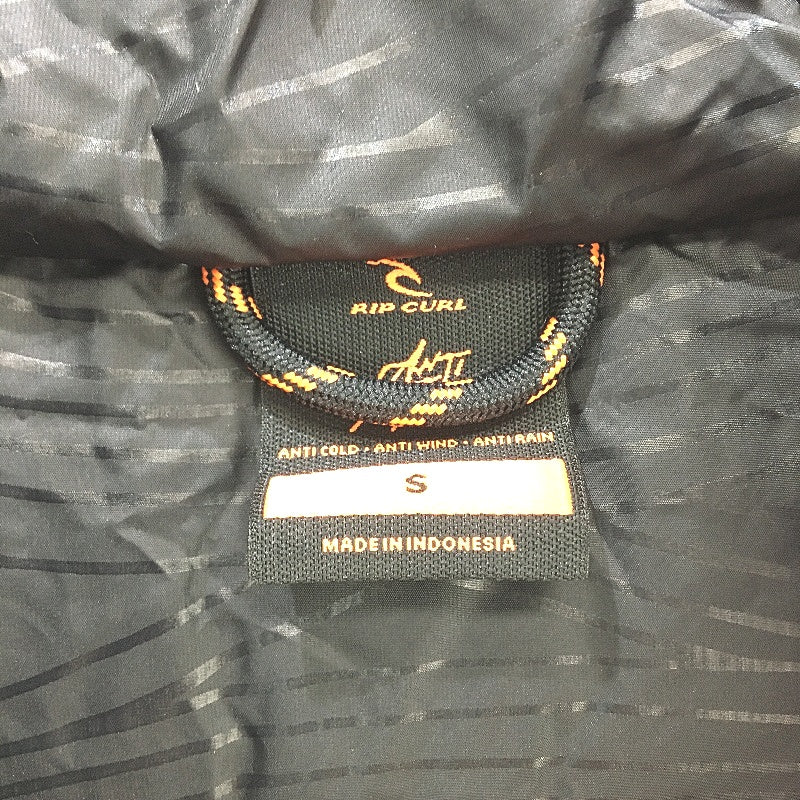 RIP CURL
ANTI
ANTI COLD • ANTI WIND • ANTI RAIN
S
MADE IN INDONESIA